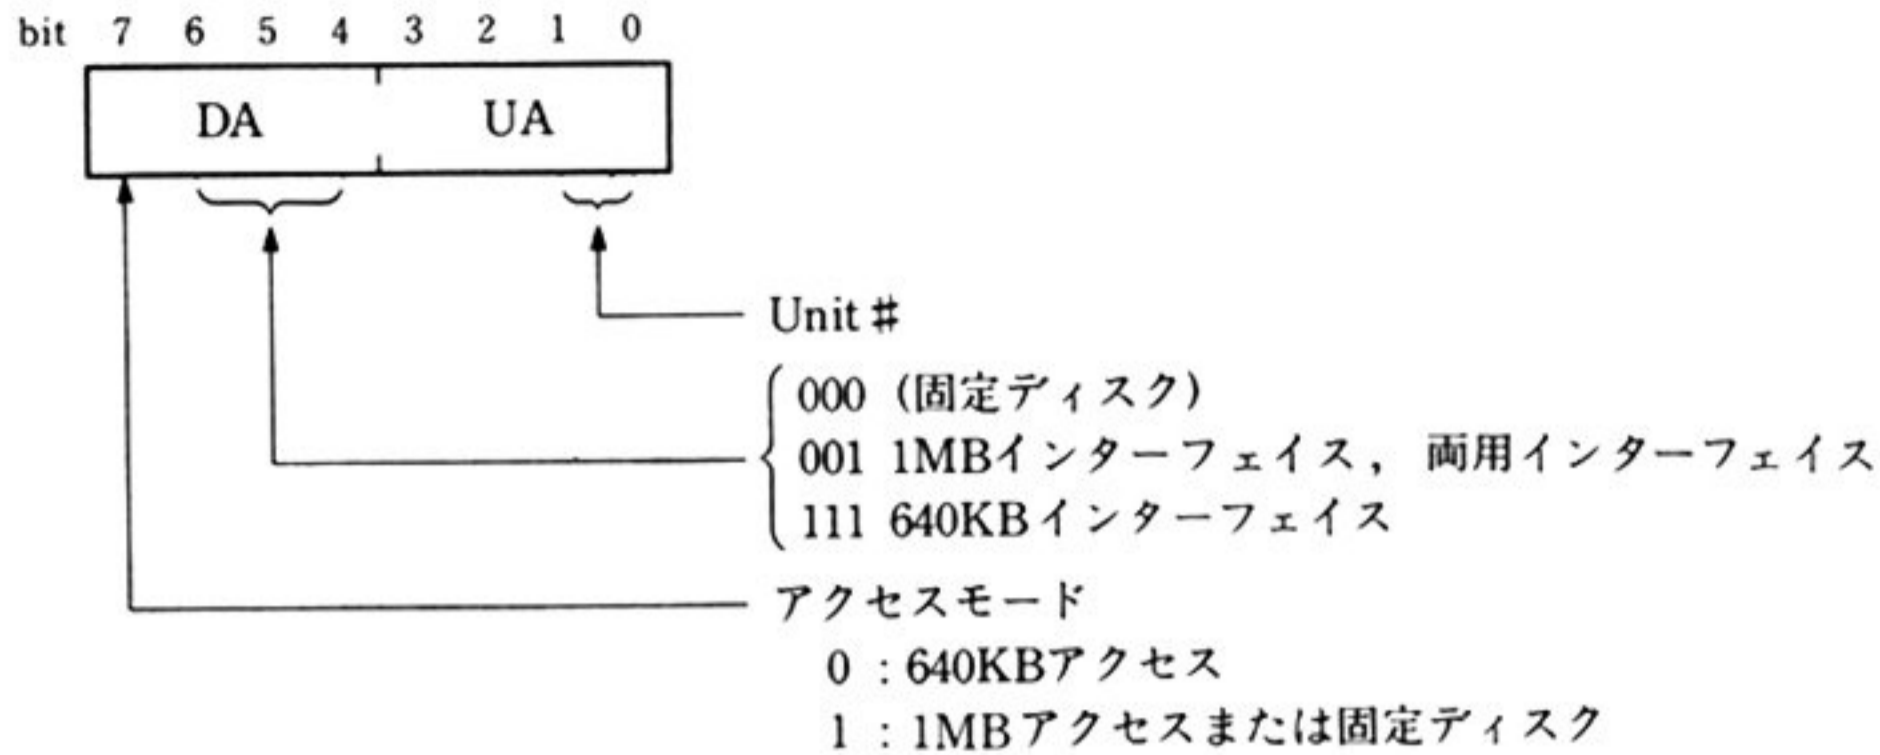 bit 7 6 5 4 3 2 1 0
DA UA
Unit #
000 (固定ディスク)
001 1MBインターフェイス, 両用インターフェイス
111 640KBインターフェイス
アクセスモード
0 : 640KBアクセス
1 : 1MBアクセスまたは固定ディスク